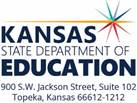 KANSAS
STATE DEPARTMENT OF
EDUCATION
900 S.W. Jackson Street, Suite 102
Topeka, Kansas 66612-1212